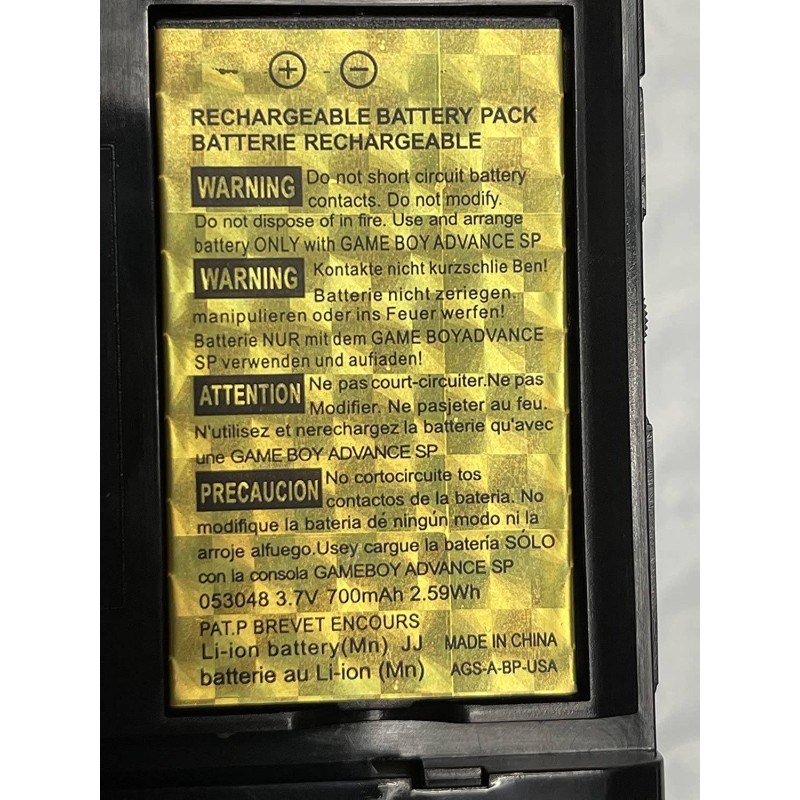 + −
RECHARGEABLE BATTERY PACK
BATTERIE RECHARGEABLE
WARNING Do not short circuit battery
contacts. Do not modify.
Do not dispose of in fire. Use and arrange
battery ONLY with GAME BOY ADVANCE SP
WARNING Kontakte nicht kurzschlie Ben!
Batterie nicht zeriegen.
manipulieren oder ins Feuer werfen!
Batterie NUR mit dem GAME BOYADVANCE
SP verwenden und aufiaden!
ATTENTION Ne pas court-circuiter.Ne pas
Modifier. Ne pasjeter au feu.
N'utilisez et nerechargez la batterie qu'avec
une GAME BOY ADVANCE SP
PRECAUCION No cortocircuite tos
contactos de la bateria. No
modifique la bateria dé ningún modo ni la
arroje alfuego.Usey cargue la batería SÓLO
con la consola GAMEBOY ADVANCE SP
053048 3.7V 700mAh 2.59Wh
PAT.P BREVET ENCOURS
Li-ion battery(Mn) JJ MADE IN CHINA
batterie au Li-ion (Mn) AGS-A-BP-USA